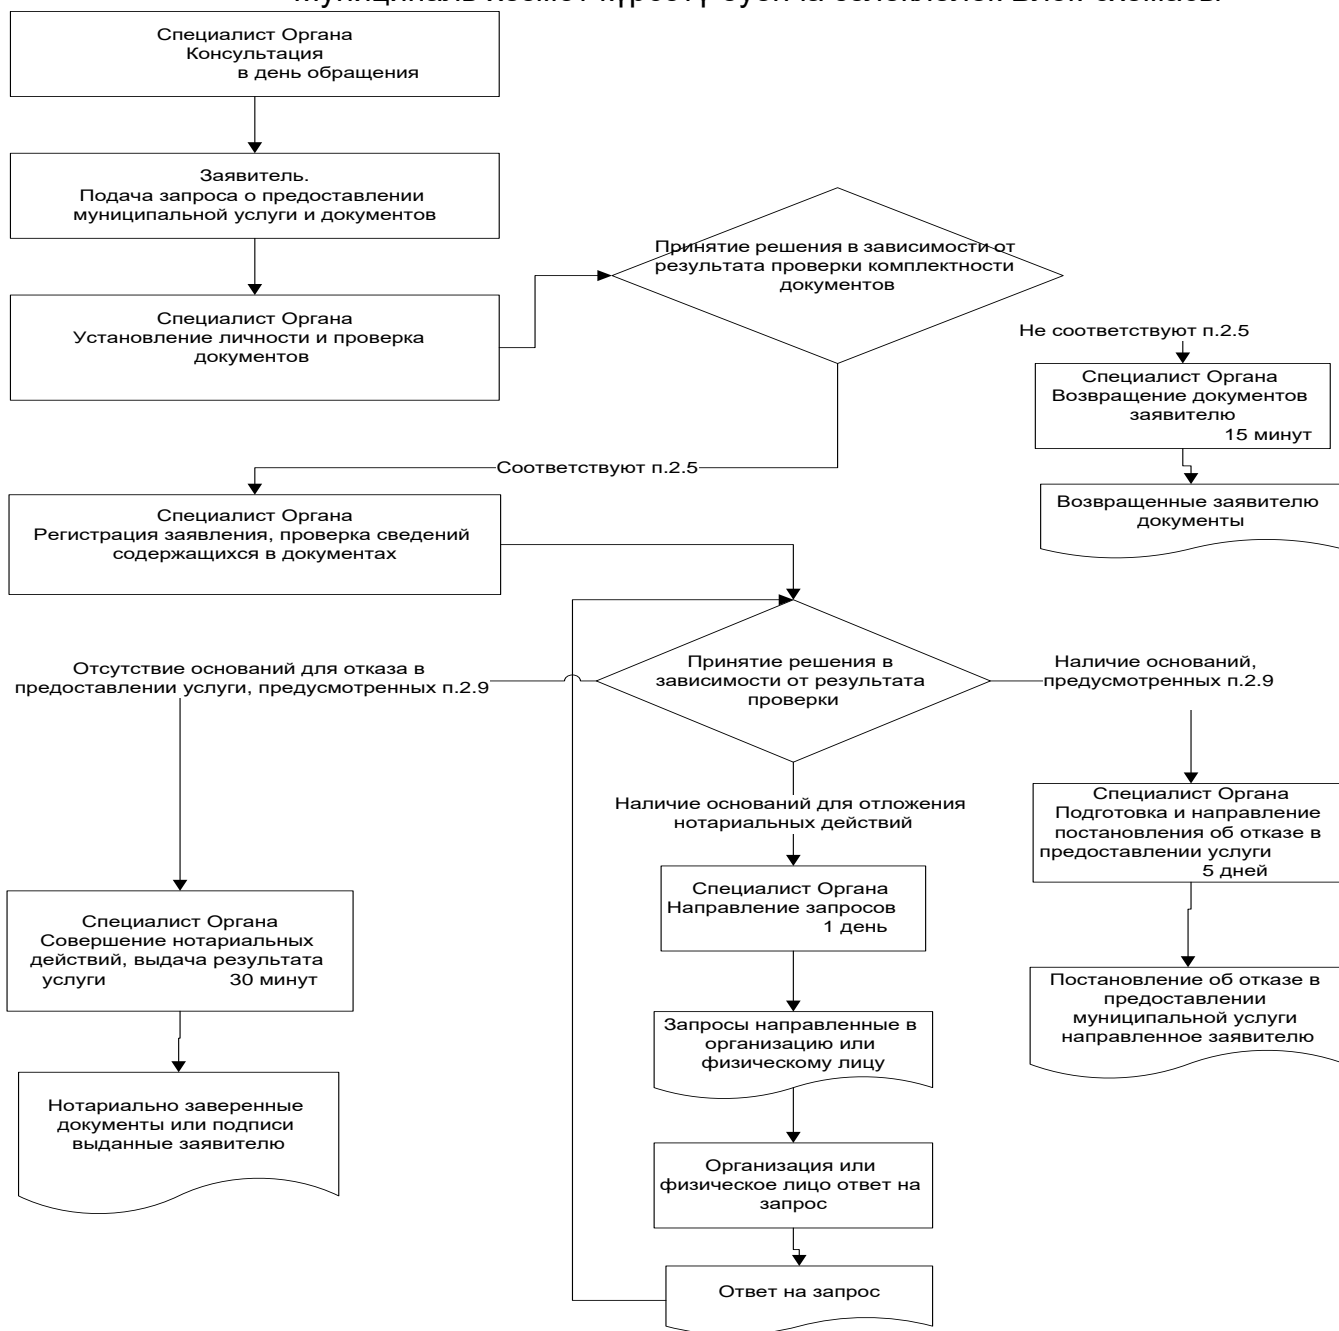 Специалист Органа
Консультация
в день обращения
Заявитель.
Подача запроса о предоставлении
муниципальной услуги и документов
Специалист Органа
Установление личности и проверка
документов
Принятие решения в зависимости от
результата проверки комплектности
документов
Не соответствуют п.2.5
Специалист Органа
Возвращение документов
заявителю
15 минут
Возвращенные заявителю
документы
Соответствуют п.2.5
Специалист Органа
Регистрация заявления, проверка сведений
содержащихся в документах
Принятие решения в
зависимости от результата
проверки
Отсутствие оснований для отказа в
предоставлении услуги, предусмотренных п.2.9
Наличие оснований,
предусмотренных п.2.9
Наличие оснований для отложения
нотариальных действий
Специалист Органа
Подготовка и направление
постановления об отказе в
предоставлении услуги
5 дней
Специалист Органа
Направление запросов
1 день
Специалист Органа
Совершение нотариальных
действий, выдача результата
услуги 30 минут
Постановление об отказе в
предоставлении
муниципальной услуги
направленное заявителю
Запросы направленные в
организацию или
физическому лицу
Нотариально заверенные
документы или подписи
выданные заявителю
Организация или
физическое лицо ответ на
запрос
Ответ на запрос